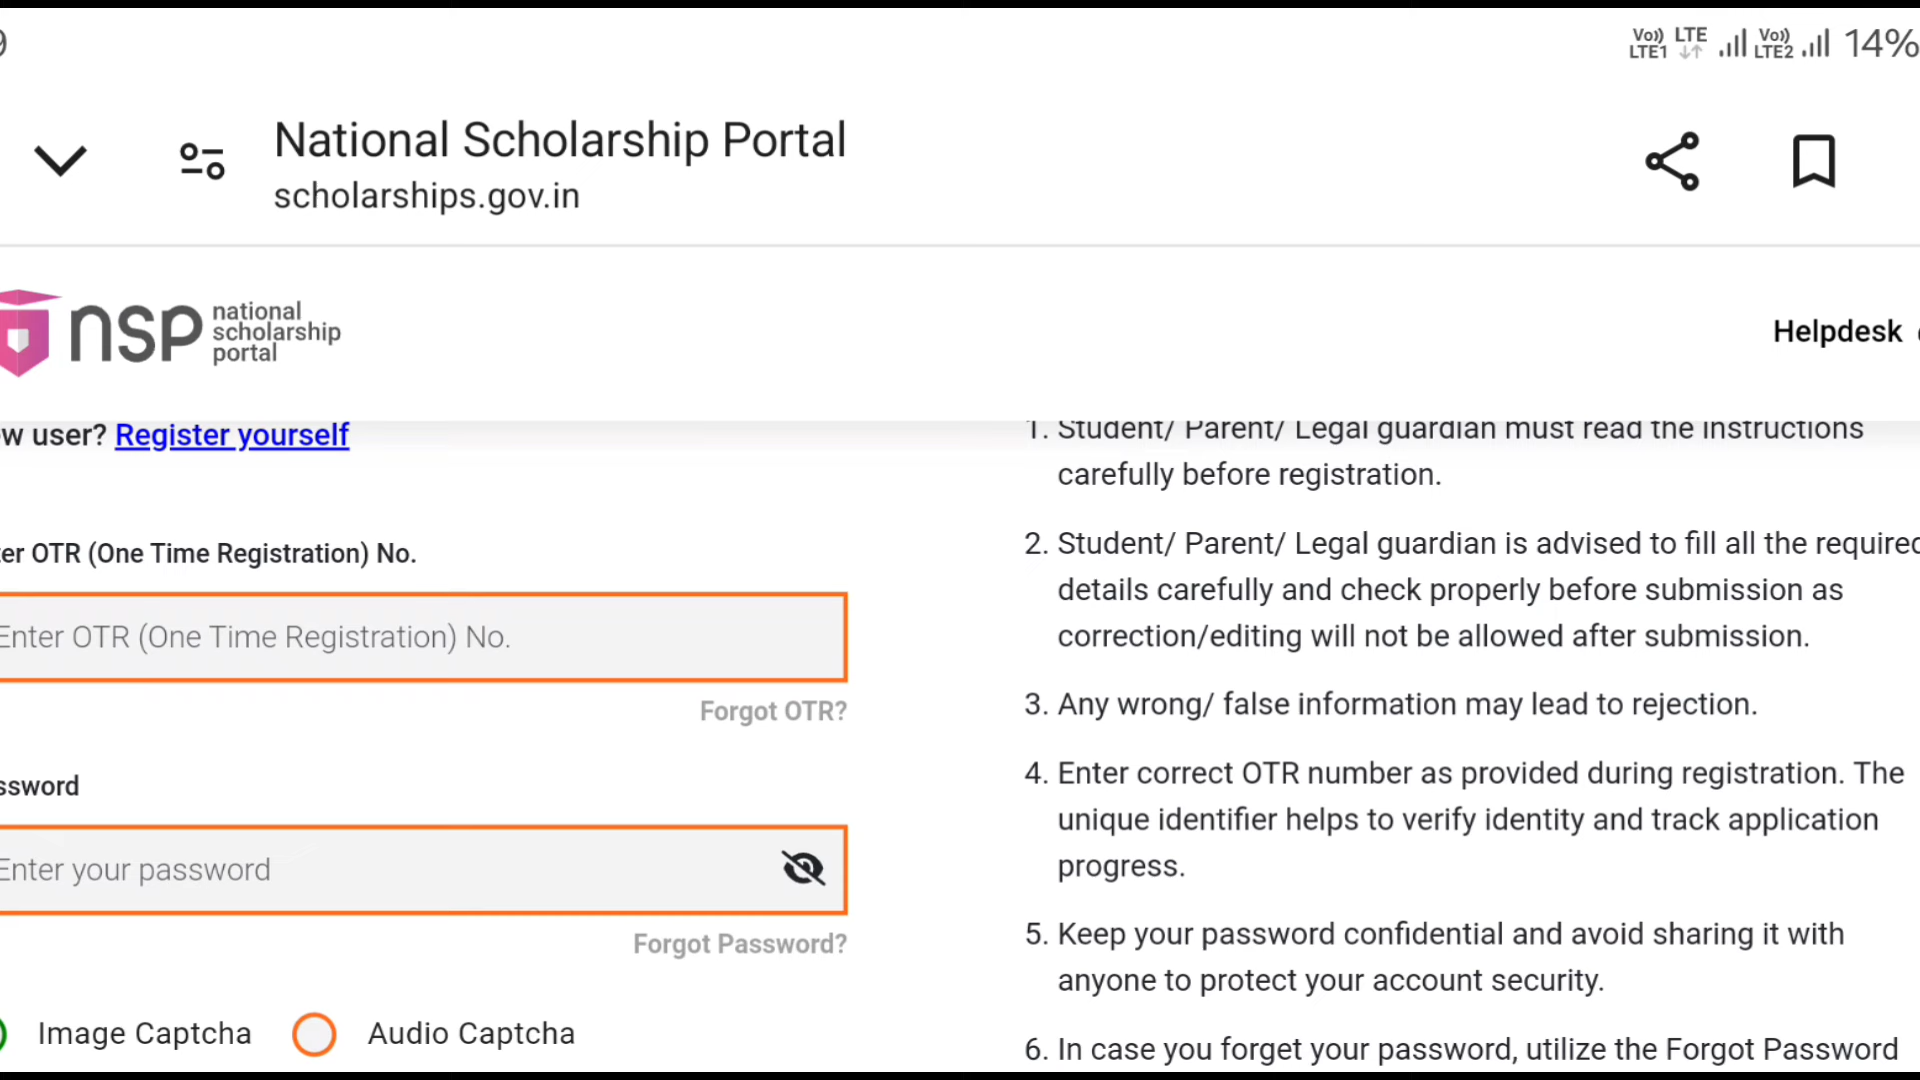 9
Vo)) LTE1 LTE Vo)) LTE2 14%
National Scholarship Portal
scholarships.gov.in
nsp national
scholarship
portal
Helpdesk
w user? Register yourself
er OTR (One Time Registration) No.
Enter OTR (One Time Registration) No.
Forgot OTR?
ssword
Enter your password
Forgot Password?
Image Captcha Audio Captcha
1. Student/ Parent/ Legal guardian must read the instructions
carefully before registration.
2. Student/ Parent/ Legal guardian is advised to fill all the required
details carefully and check properly before submission as
correction/editing will not be allowed after submission.
3. Any wrong/ false information may lead to rejection.
4. Enter correct OTR number as provided during registration. The
unique identifier helps to verify identity and track application
progress.
5. Keep your password confidential and avoid sharing it with
anyone to protect your account security.
6. In case you forget your password, utilize the Forgot Password